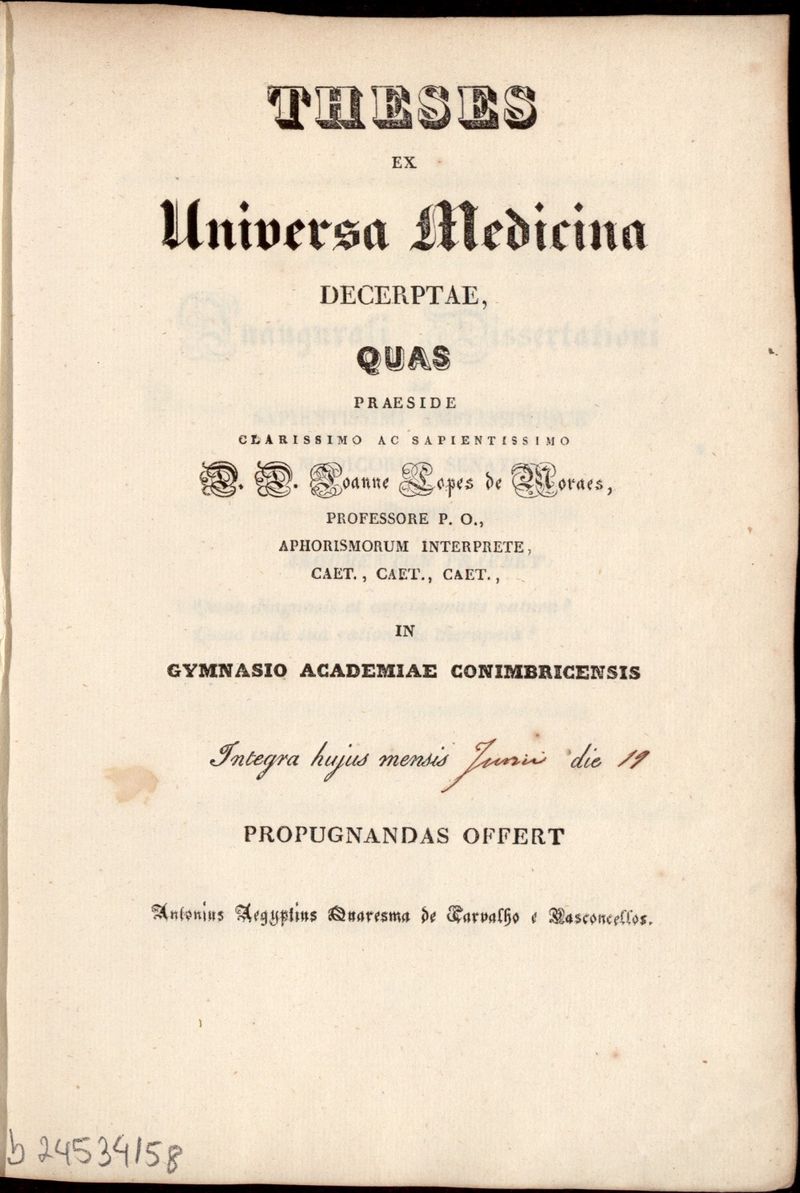 THESES
EX
Universa Medicina
DECERPTAE,
QUAS
PRAESIDE
CLARISSIMO AC SAPIENTISSIMO
D. D. Joanne Lopes de Moraes,
PROFESSORE P. O.,
APHORISMORUM INTERPRETE,
CAET., CAET., CAET.,
IN
GYMNASIO ACADEMIAE CONIMBRICENSIS
Integra hujus mensis Junii die 19
PROPUGNANDAS OFFERT
Antonius Aegyptius Quaresma de Carvalho e Vasconcellos.
b 24534158